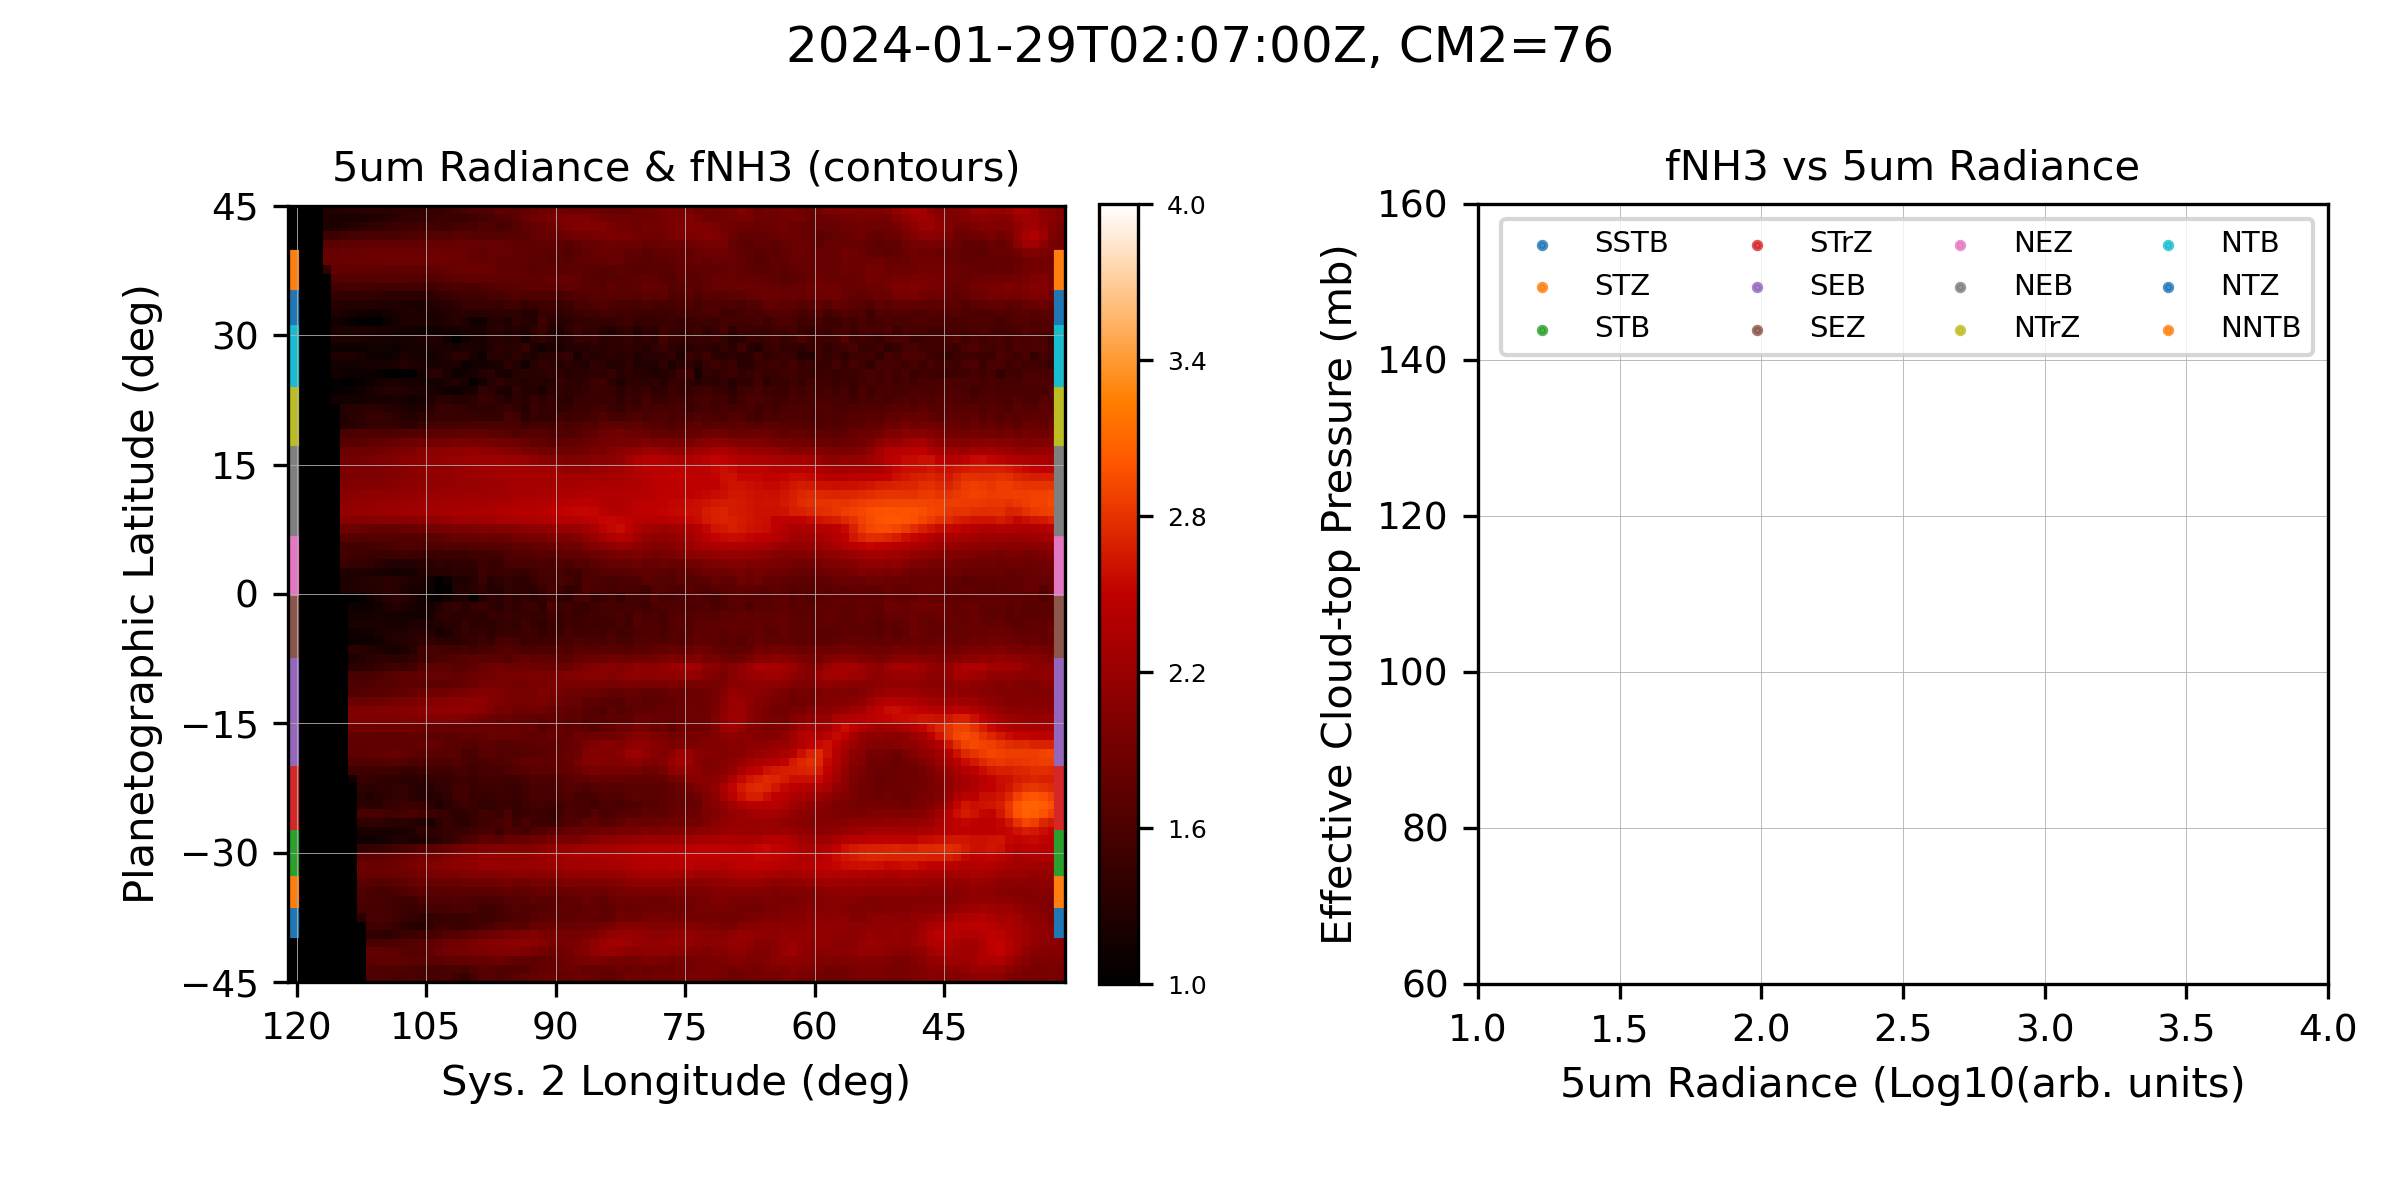 2024-01-29T02:07:00Z, CM2=76
5um Radiance & fNH3 (contours)
Planetographic Latitude (deg)
45
30
15
0
−15
−30
−45
120 105 90 75 60 45
Sys. 2 Longitude (deg)
4.0
3.4
2.8
2.2
1.6
1.0
fNH3 vs 5um Radiance
Effective Cloud-top Pressure (mb)
160
140
120
100
80
60
SSTB STrZ NEZ NTB
STZ SEB NEB NTZ
STB SEZ NTrZ NNTB
1.0 1.5 2.0 2.5 3.0 3.5 4.0
5um Radiance (Log10(arb. units)